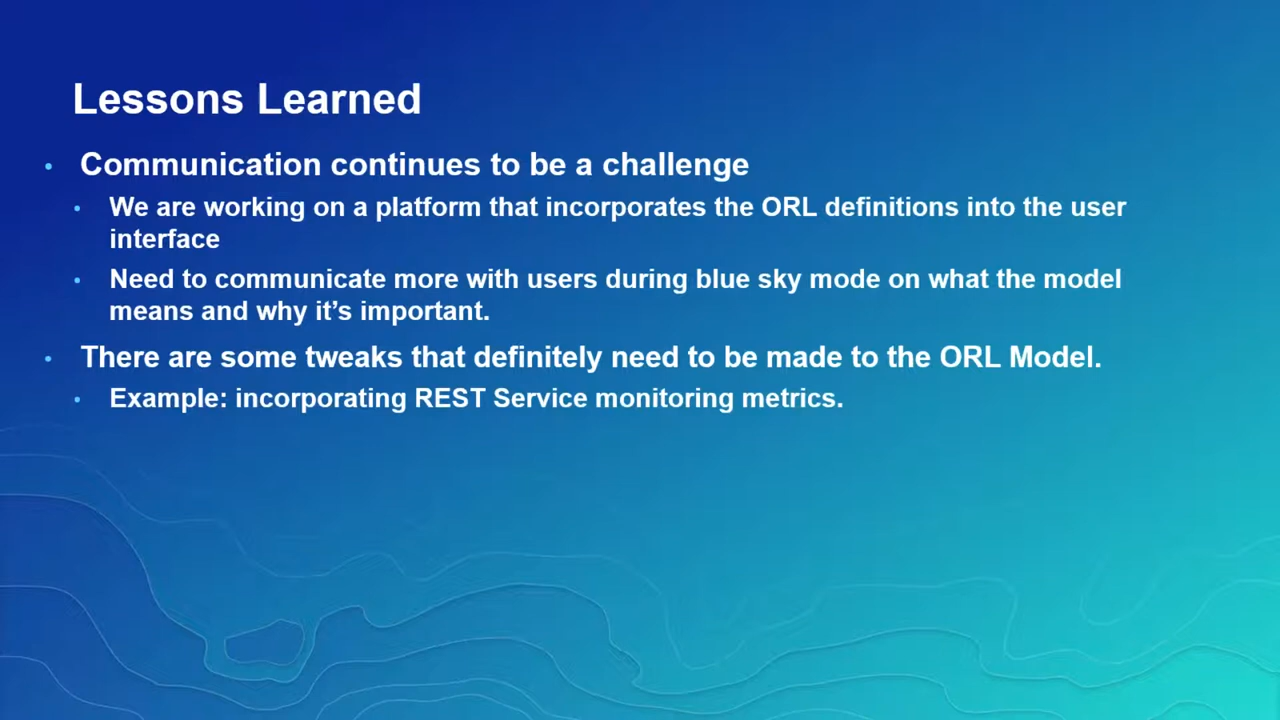 Lessons Learned
• Communication continues to be a challenge
• We are working on a platform that incorporates the ORL definitions into the user
interface
• Need to communicate more with users during blue sky mode on what the model
means and why it’s important.
• There are some tweaks that definitely need to be made to the ORL Model.
• Example: incorporating REST Service monitoring metrics.